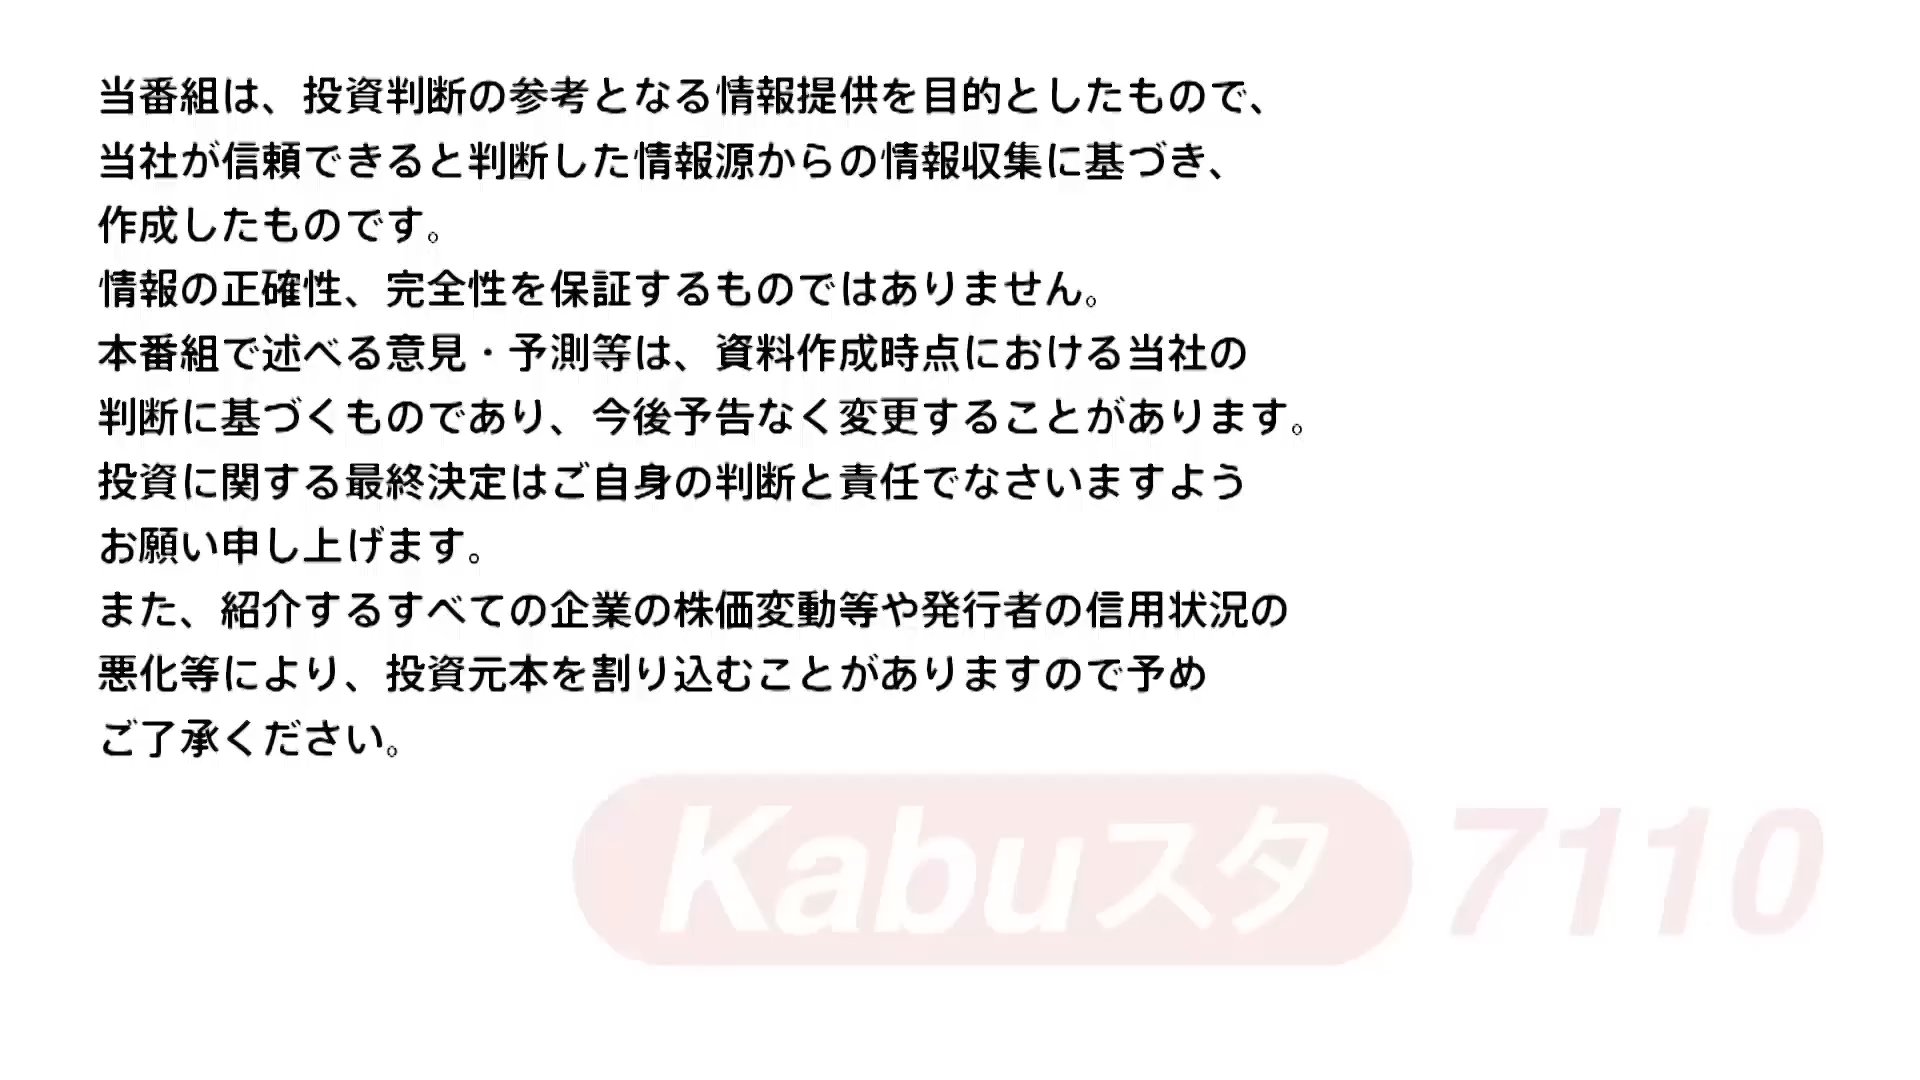 当番組は、投資判断の参考となる情報提供を目的としたもので、
当社が信頼できると判断した情報源からの情報収集に基づき、
作成したものです。
情報の正確性、完全性を保証するものではありません。
本番組で述べる意見・予測等は、資料作成時点における当社の
判断に基づくものであり、今後予告なく変更することがあります。
投資に関する最終決定はご自身の判断と責任でなさいますよう
お願い申し上げます。
また、紹介するすべての企業の株価変動等や発行者の信用状況の
悪化等により、投資元本を割り込むことがありますので予め
ご了承ください。
Kabuスタ 7110